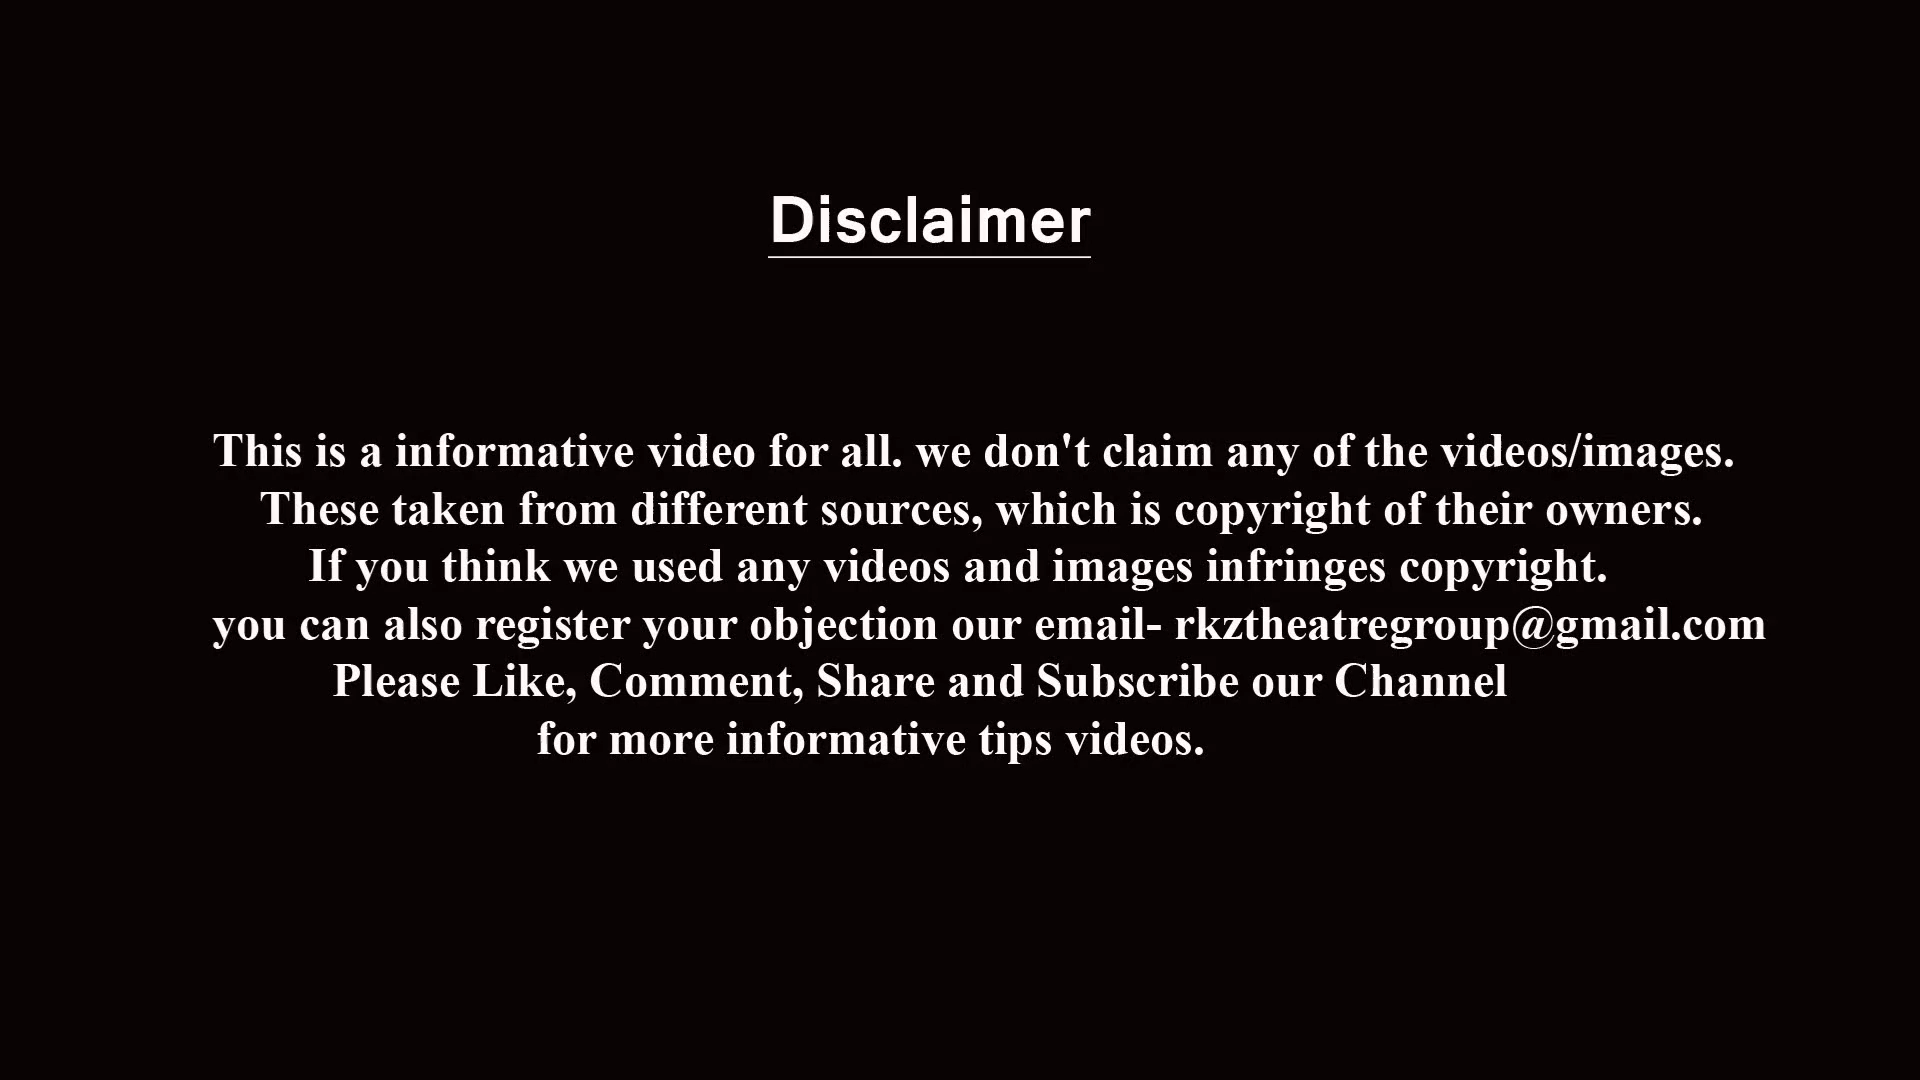 Disclaimer
This is a informative video for all. we don't claim any of the videos/images.
These taken from different sources, which is copyright of their owners.
If you think we used any videos and images infringes copyright.
you can also register your objection our email- rkztheatregroup@gmail.com
Please Like, Comment, Share and Subscribe our Channel
for more informative tips videos.